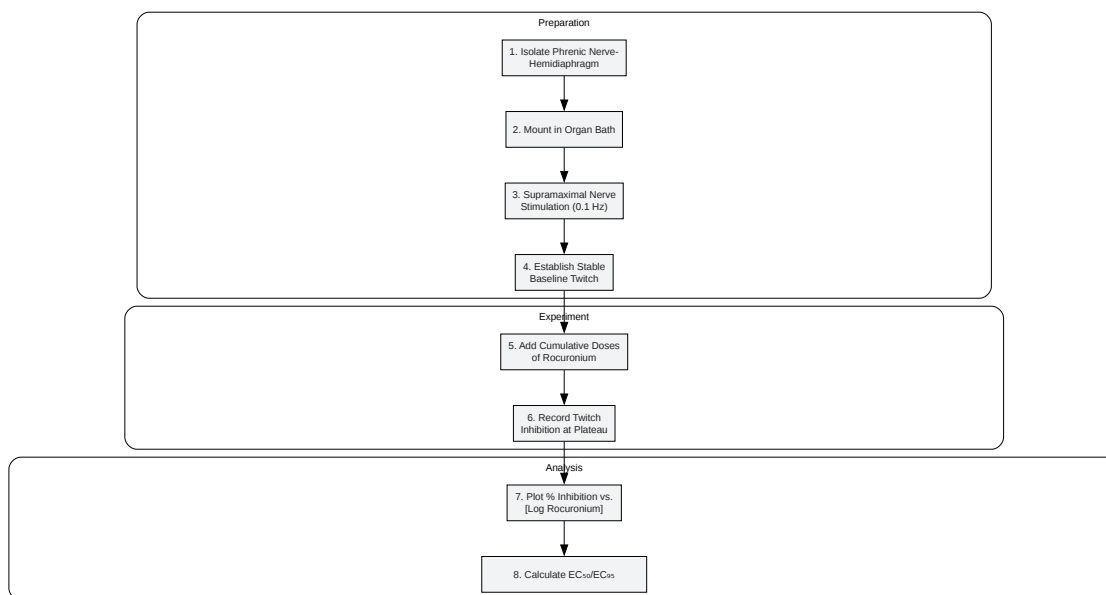 Preparation
1. Isolate Phrenic Nerve-
Hemidiaphragm
2. Mount in Organ Bath
3. Supramaximal Nerve
Stimulation (0.1 Hz)
4. Establish Stable
Baseline Twitch
Experiment
5. Add Cumulative Doses
of Rocuronium
6. Record Twitch
Inhibition at Plateau
Analysis
7. Plot % Inhibition vs.
[Log Rocuronium]
8. Calculate EC₅₀/EC₉₅